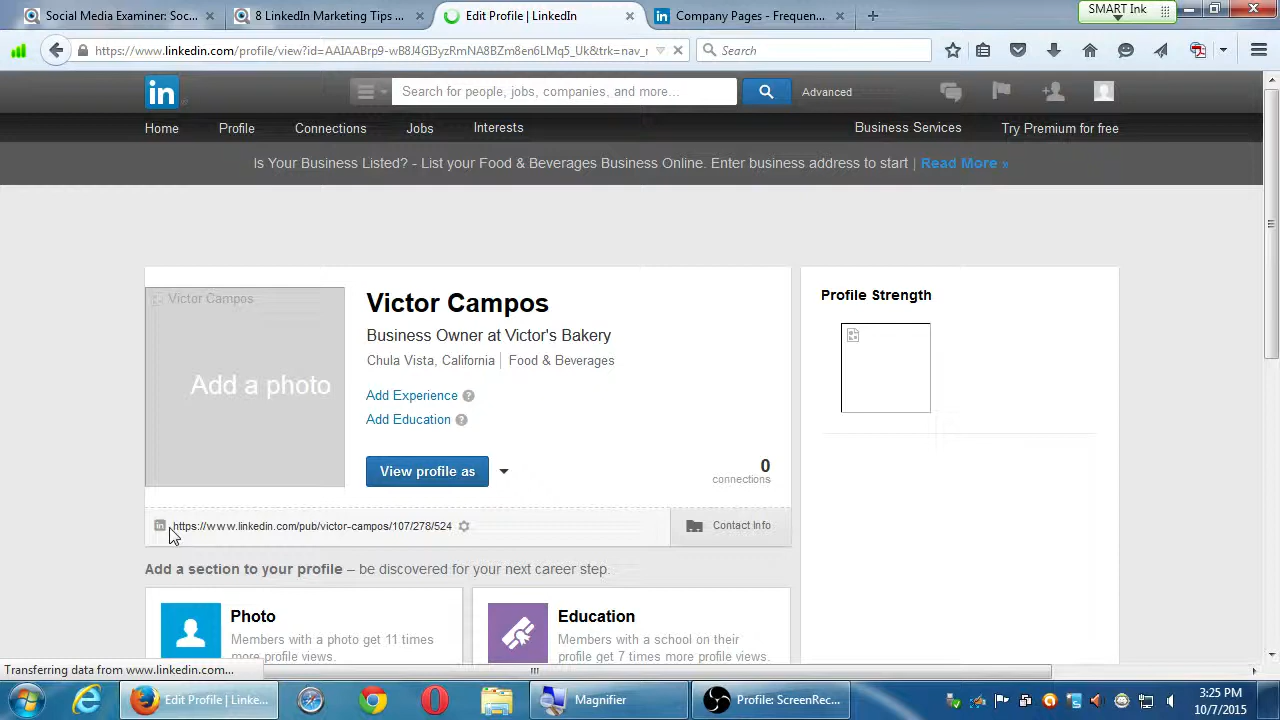 Social Media Examiner: Soc...
8 LinkedIn Marketing Tips ...
Edit Profile | LinkedIn
Company Pages - Frequen...
SMART Ink
https://www.linkedin.com/profile/view?id=AAIAABrp9-wB8J4GI3yzRmNA8BZm8en6LMq5_Uk&trk=nav_r
Search
in
Search for people, jobs, companies, and more...
Advanced
Home
Profile
Connections
Jobs
Interests
Business Services
Try Premium for free
Is Your Business Listed? - List your Food & Beverages Business Online. Enter business address to start | Read More »
Victor Campos
Add a photo
Victor Campos
Business Owner at Victor's Bakery
Chula Vista, California | Food & Beverages
Add Experience ?
Add Education ?
View profile as
0
connections
https://www.linkedin.com/pub/victor-campos/107/278/524
Contact Info
Profile Strength
Add a section to your profile – be discovered for your next career step.
Photo
Members with a photo get 11 times
more profile views.
Education
Members with a school on their
profile get 7 times more profile views.
Transferring data from www.linkedin.com...
Edit Profile | Linke...
Magnifier
Profile: ScreenRec...
3:25 PM
10/7/2015